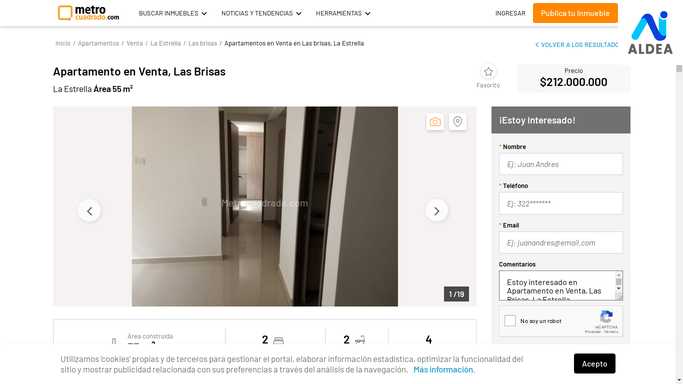 metro
cuadrado.com
BUSCAR INMUEBLES
NOTICIAS Y TENDENCIAS
HERRAMIENTAS
INGRESAR
Publica tu Inmueble
AI
ALDEA
Inicio / Apartamentos / Venta / La Estrella / Las brisas / Apartamentos en Venta en Las brisas, La Estrella
VOLVER A LOS RESULTADO
Apartamento en Venta, Las Brisas
La Estrella Área 55 m²
Favorito
Precio
$212.000.000
Metrocuadrado.com
1 /19
¡Estoy Interesado!
* Nombre
Ej: Juan Andres
* Teléfono
Ej: 322*******
* Email
Ej: juanandres@email.com
Comentarios
Estoy interesado en
Apartamento en Venta, Las
Brisas, La Estrella
No soy un robot
reCAPTCHA
Privacidad - Términos
Área construida
2
2
4
Utilizamos 'cookies' propias y de terceros para gestionar el portal, elaborar información estadística, optimizar la funcionalidad del
sitio y mostrar publicidad relacionada con sus preferencias a través del análisis de la navegación. Más información.
Acepto